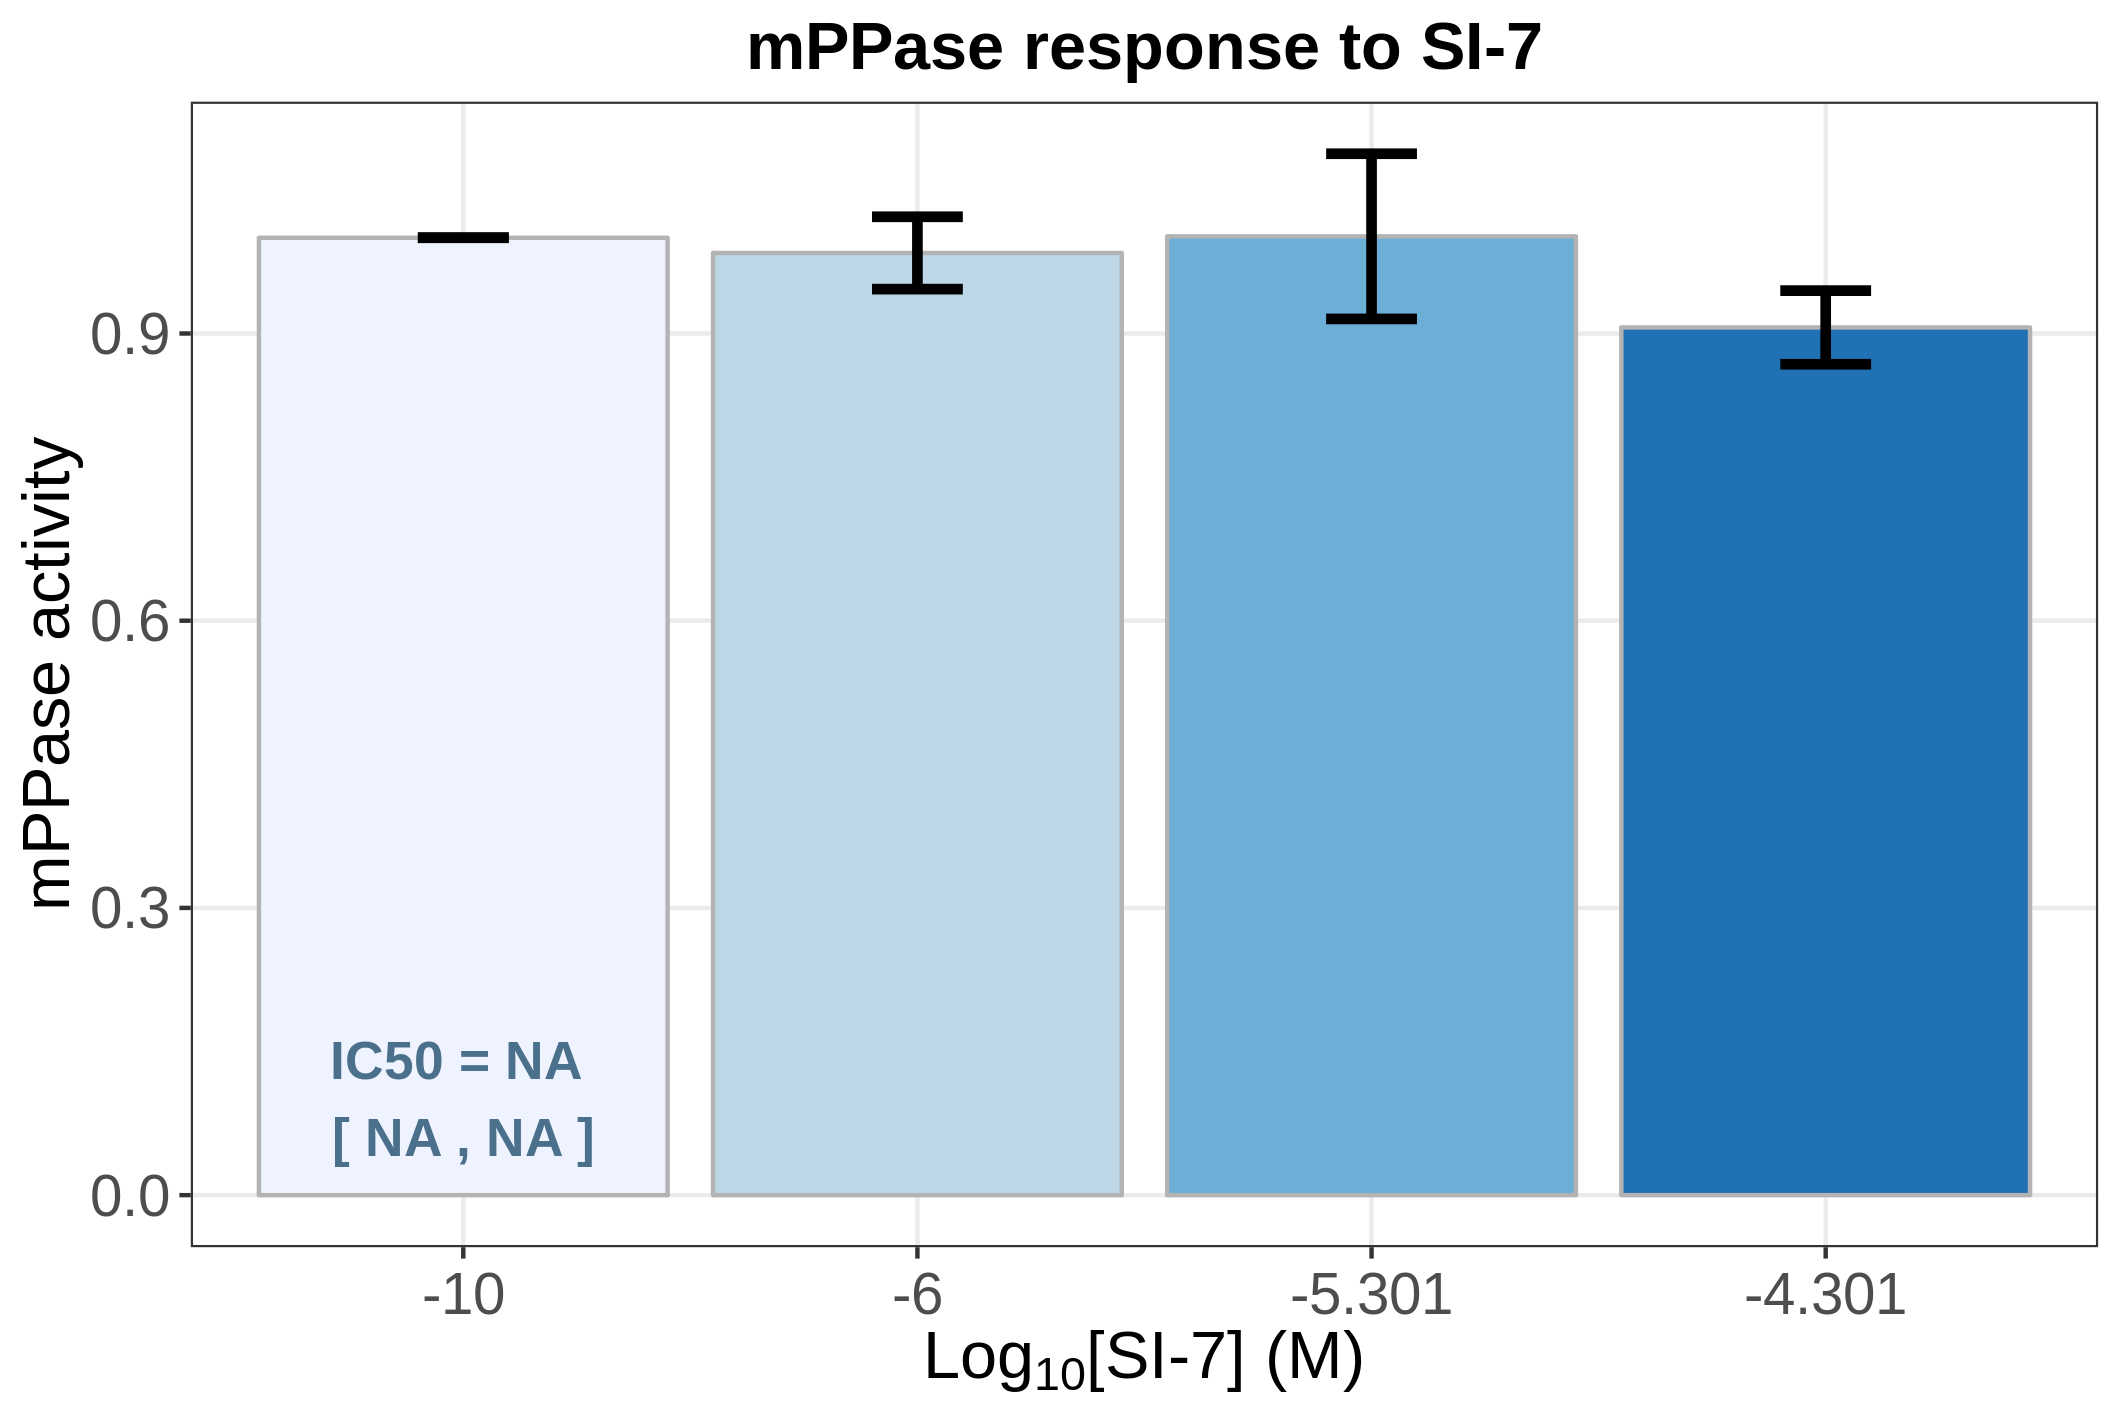 mPPase response to SI-7
mPPase activity
0.9
0.6
0.3
0.0
IC50 = NA
[ NA , NA ]
-10
-6
-5.301
-4.301
Log₁₀[SI-7] (M)